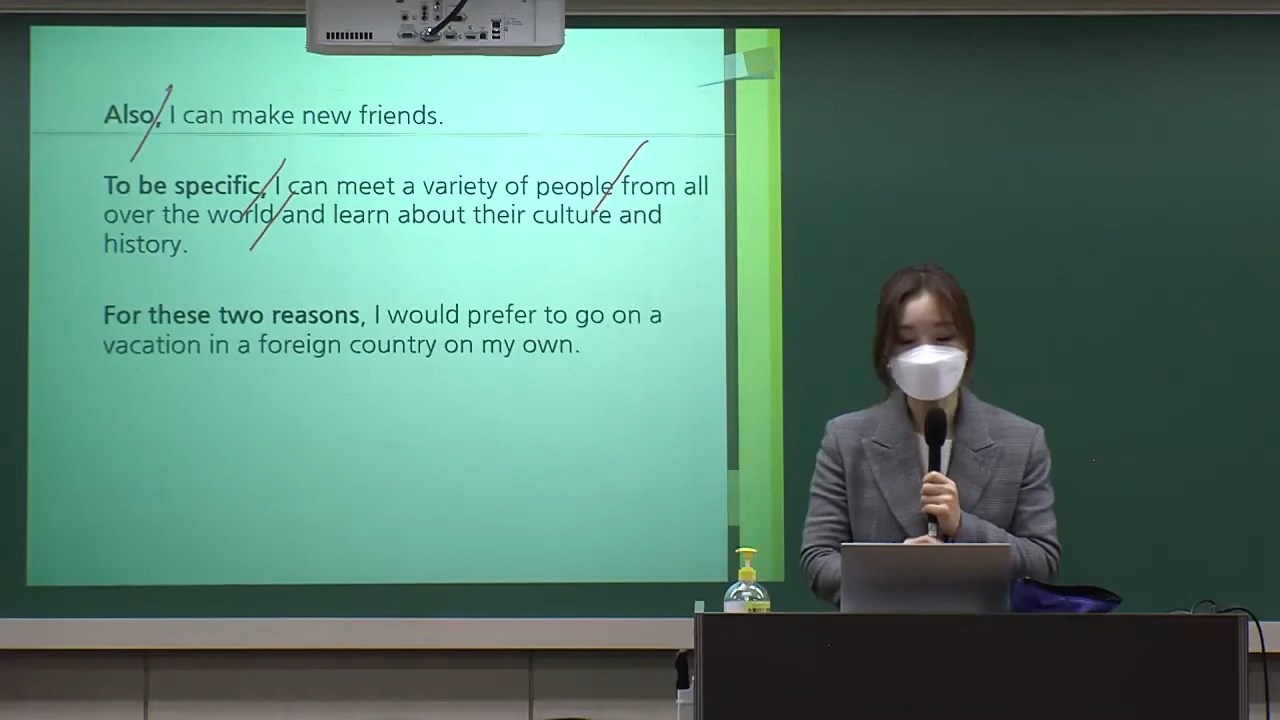 Also, I can make new friends.
To be specific, I can meet a variety of people from all
over the world and learn about their culture and
history.
For these two reasons, I would prefer to go on a
vacation in a foreign country on my own.